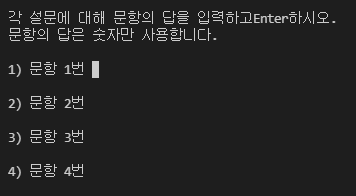 각 설문에 대해 문항의 답을 입력하고Enter하시오.
문항의 답은 숫자만 사용합니다.
1) 문항 1번
2) 문항 2번
3) 문항 3번
4) 문항 4번